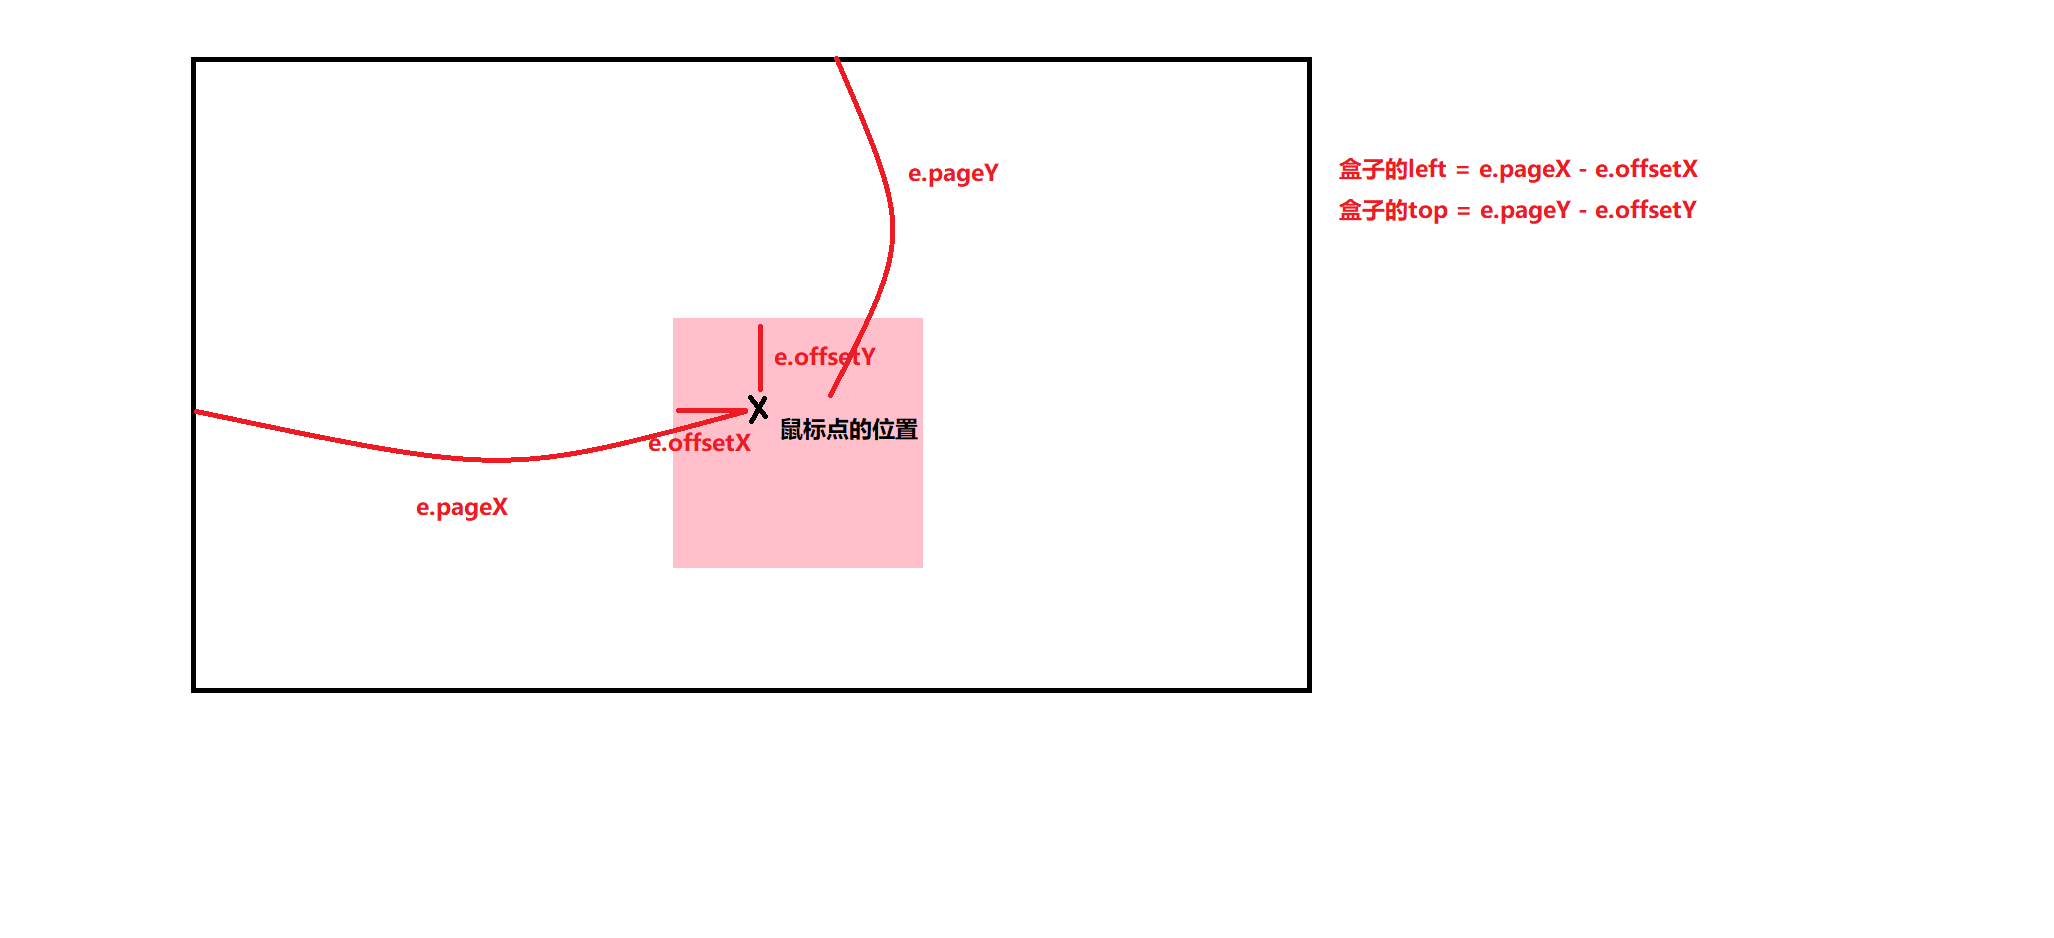 e.pageY
盒子的left = e.pageX - e.offsetX
盒子的top = e.pageY - e.offsetY
e.offsetY
鼠标点的位置
e.offsetX
e.pageX